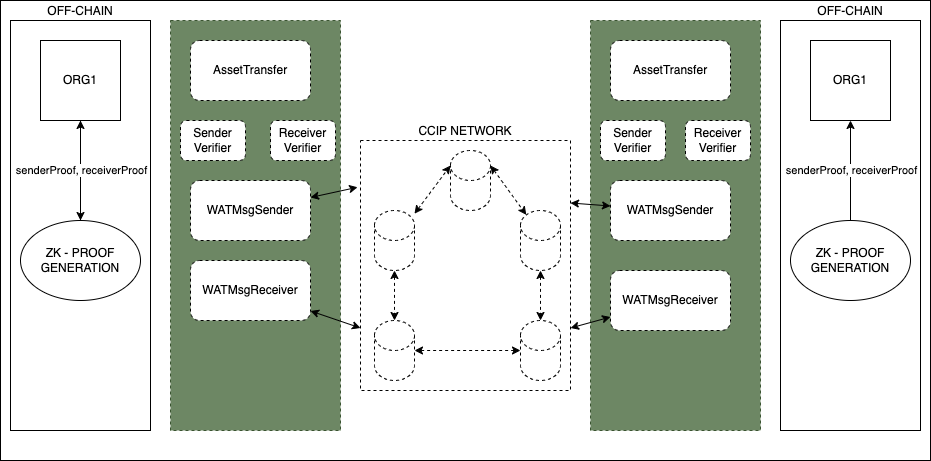 OFF-CHAIN
ORG1
senderProof, receiverProof
ZK - PROOF
GENERATION
AssetTransfer
Sender
Verifier
Receiver
Verifier
WATMsgSender
WATMsgReceiver
CCIP NETWORK
AssetTransfer
Sender
Verifier
Receiver
Verifier
WATMsgSender
WATMsgReceiver
OFF-CHAIN
ORG1
senderProof, receiverProof
ZK - PROOF
GENERATION